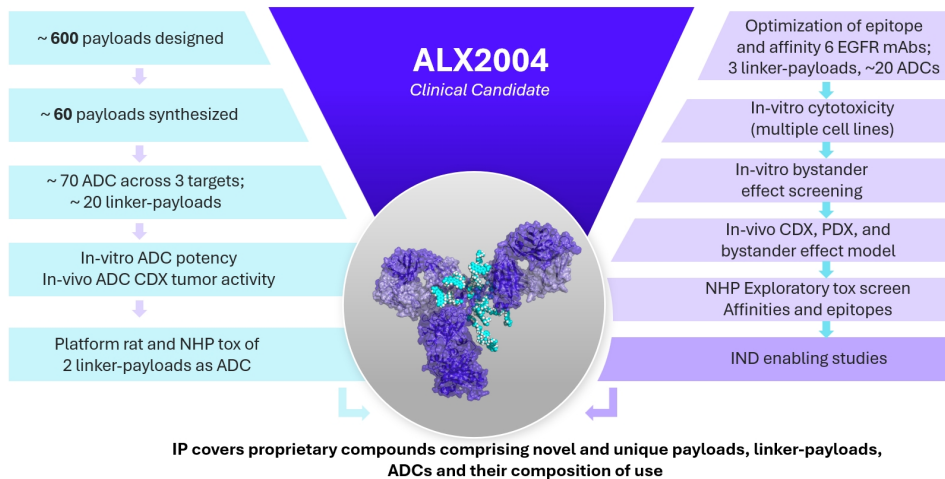 ~ 600 payloads designed
~ 60 payloads synthesized
~ 70 ADC across 3 targets;
~ 20 linker-payloads
In-vitro ADC potency
In-vivo ADC CDX tumor activity
Platform rat and NHP tox of
2 linker-payloads as ADC
ALX2004
Clinical Candidate
Optimization of epitope
and affinity 6 EGFR mAbs;
3 linker-payloads, ~20 ADCs
In-vitro cytotoxicity
(multiple cell lines)
In-vitro bystander
effect screening
In-vivo CDX, PDX, and
bystander effect model
NHP Exploratory tox screen
Affinities and epitopes
IND enabling studies
IP covers proprietary compounds comprising novel and unique payloads, linker-payloads,
ADCs and their composition of use